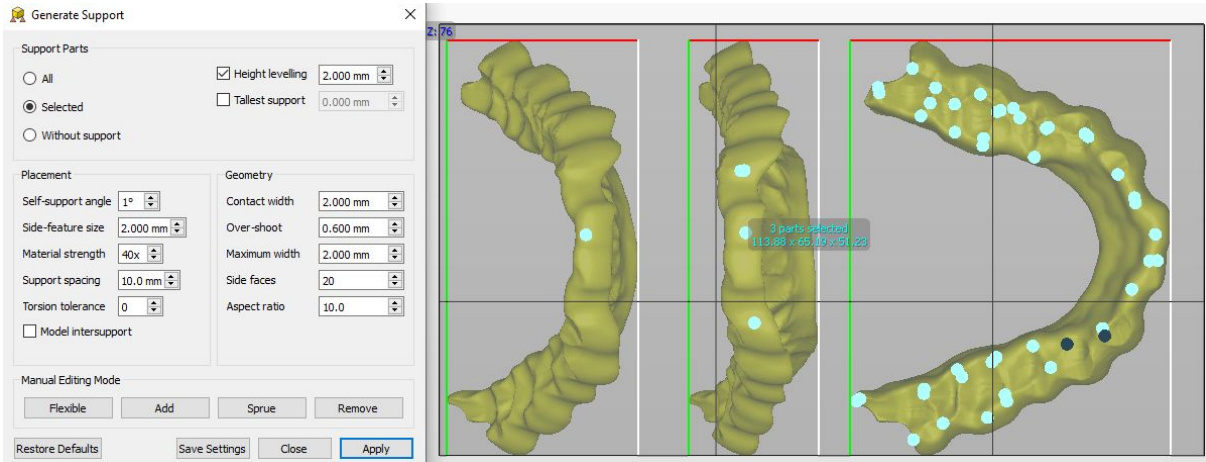 Generate Support
Support Parts
All
Height levelling 2.000 mm
Selected
Tallest support 0.000 mm
Without support
Placement
Self-support angle 1°
Side-feature size 2.000 mm
Material strength 40x
Support spacing 10.0 mm
Torsion tolerance 0
Model intersupport
Geometry
Contact width 2.000 mm
Over-shoot 0.600 mm
Maximum width 2.000 mm
Side faces 20
Aspect ratio 10.0
Manual Editing Mode
Flexible Add Sprue Remove
Restore Defaults Save Settings Close Apply
Z: 76
3 parts selected
113.88 x 65.19 x 51.23